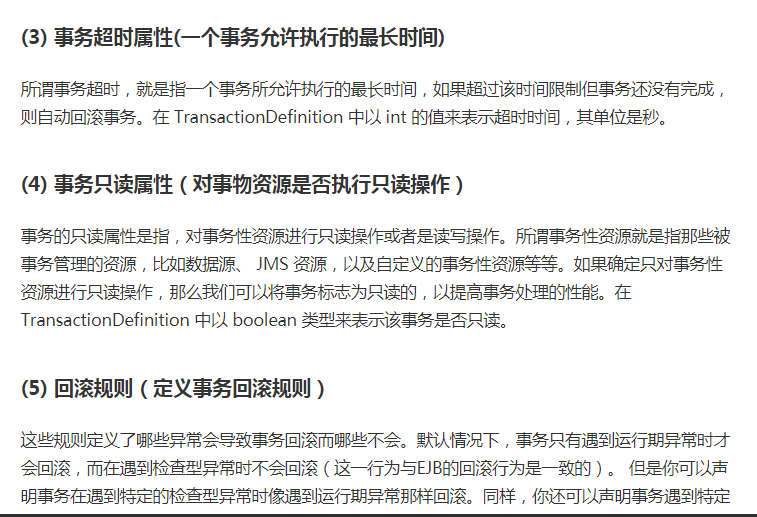 (3) 事务超时属性(一个事务允许执行的最长时间)
所谓事务超时，就是指一个事务所允许执行的最长时间，如果超过该时间限制但事务还没有完成，
则自动回滚事务。在 TransactionDefinition 中以 int 的值来表示超时时间，其单位是秒。
(4) 事务只读属性（对事物资源是否执行只读操作）
事务的只读属性是指，对事务性资源进行只读操作或者是读写操作。所谓事务性资源就是指那些被
事务管理的资源，比如数据源、 JMS 资源，以及自定义的事务性资源等等。如果确定只对事务性
资源进行只读操作，那么我们可以将事务标志为只读的，以提高事务处理的性能。在
TransactionDefinition 中以 boolean 类型来表示该事务是否只读。
(5) 回滚规则（定义事务回滚规则）
这些规则定义了哪些异常会导致事务回滚而哪些不会。默认情况下，事务只有遇到运行期异常时才
会回滚，而在遇到检查型异常时不会回滚（这一行为与EJB的回滚行为是一致的）。 但是你可以声
明事务在遇到特定的检查型异常时像遇到运行期异常那样回滚。同样，你还可以声明事务遇到特定